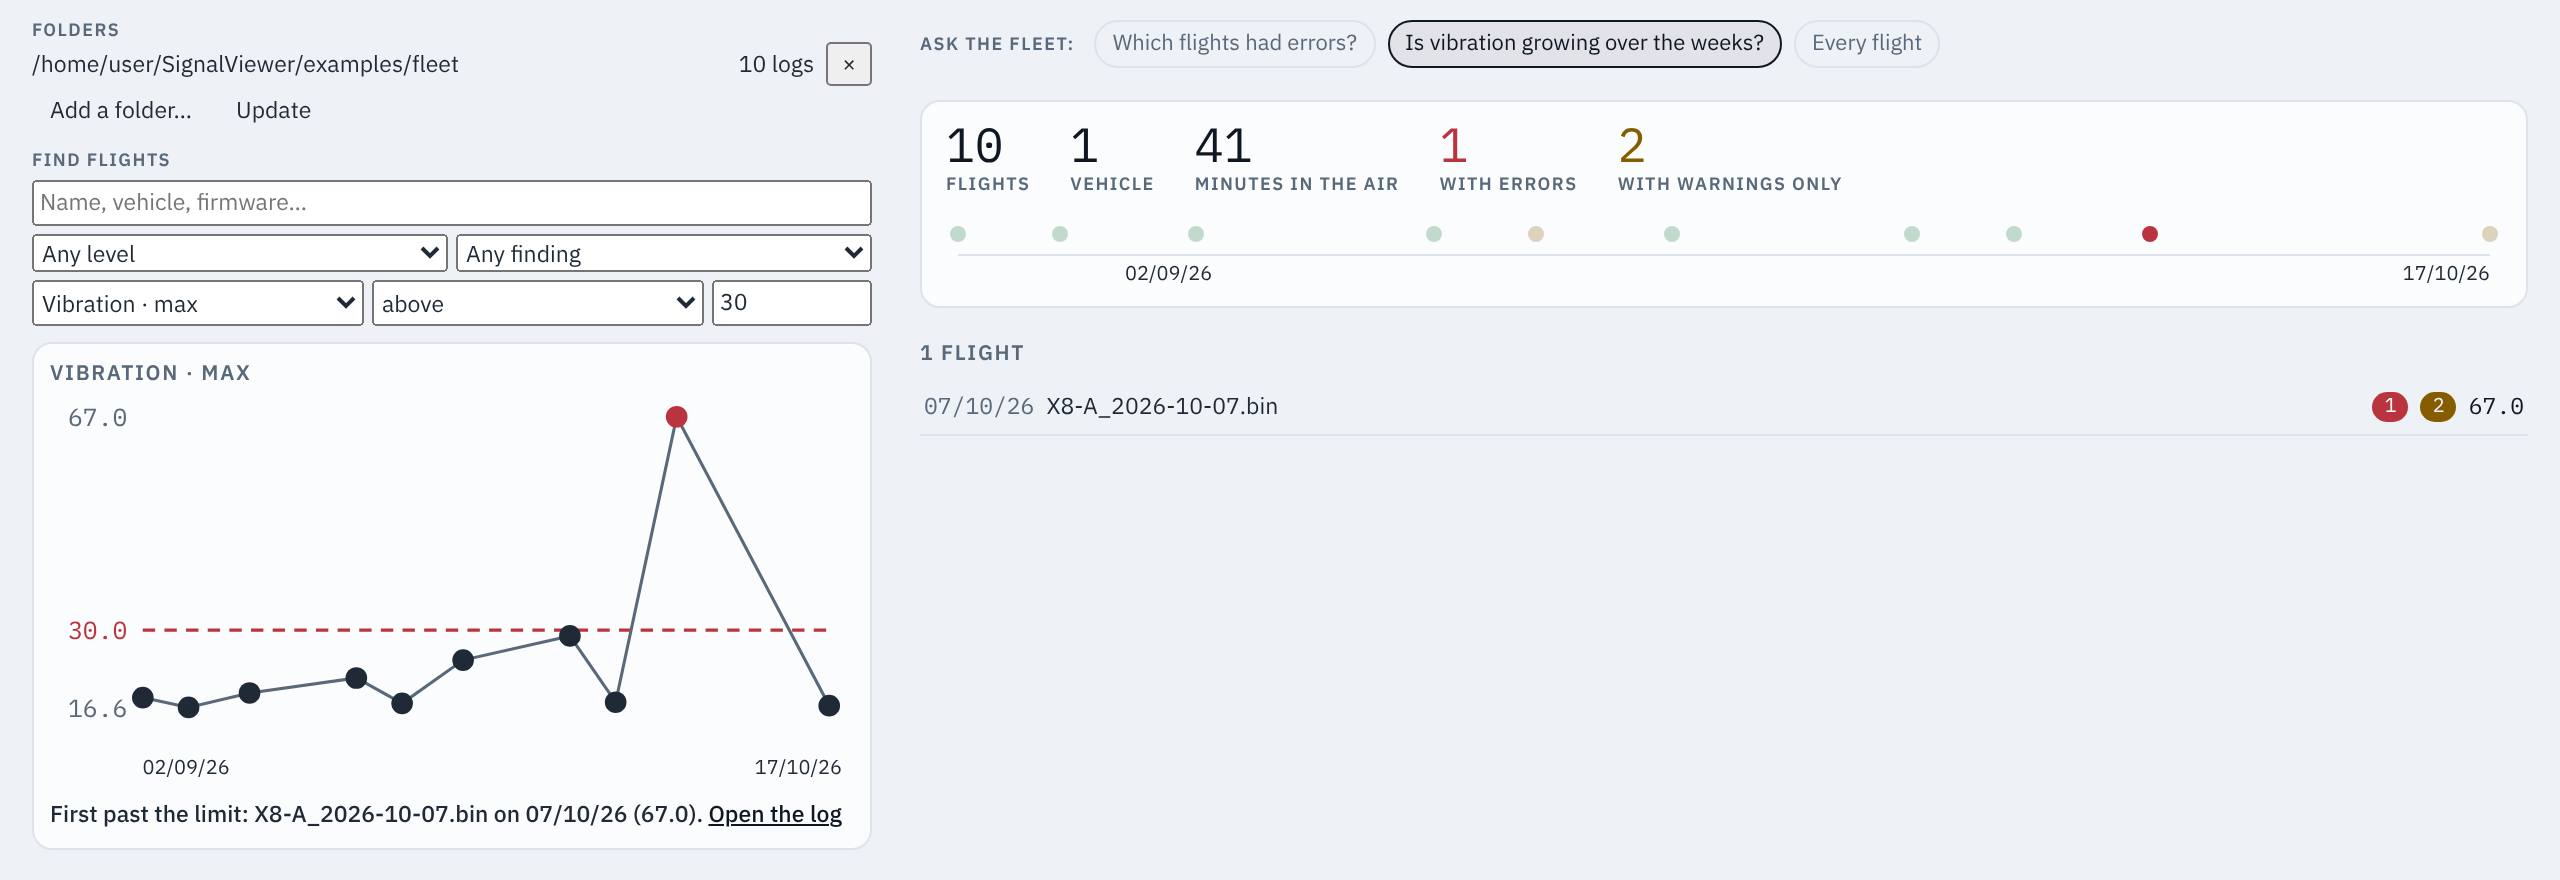 FOLDERS
/home/user/SignalViewer/examples/fleet
10 logs
×
Add a folder...
Update
FIND FLIGHTS
Name, vehicle, firmware...
Any level
Any finding
Vibration · max
above
30
VIBRATION · MAX
67.0
30.0
16.6
02/09/26
17/10/26
First past the limit: X8-A_2026-10-07.bin on 07/10/26 (67.0). Open the log
ASK THE FLEET:
Which flights had errors?
Is vibration growing over the weeks?
Every flight
10
FLIGHTS
1
VEHICLE
41
MINUTES IN THE AIR
1
WITH ERRORS
2
WITH WARNINGS ONLY
02/09/26
17/10/26
1 FLIGHT
07/10/26 X8-A_2026-10-07.bin
1
2
67.0